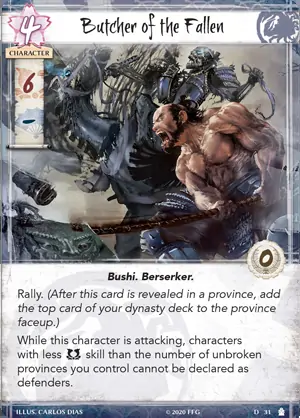 Butcher of the Fallen
4
CHARACTER
6
0
Bushi. Berserker.
Rally. (After this card is revealed in a province, add
the top card of your dynasty deck to the province
faceup.)
While this character is attacking, characters
with less skill than the number of unbroken
provinces you control cannot be declared as
defenders.
ILLUS. CARLOS DIAS
© 2020 FFG
D 31